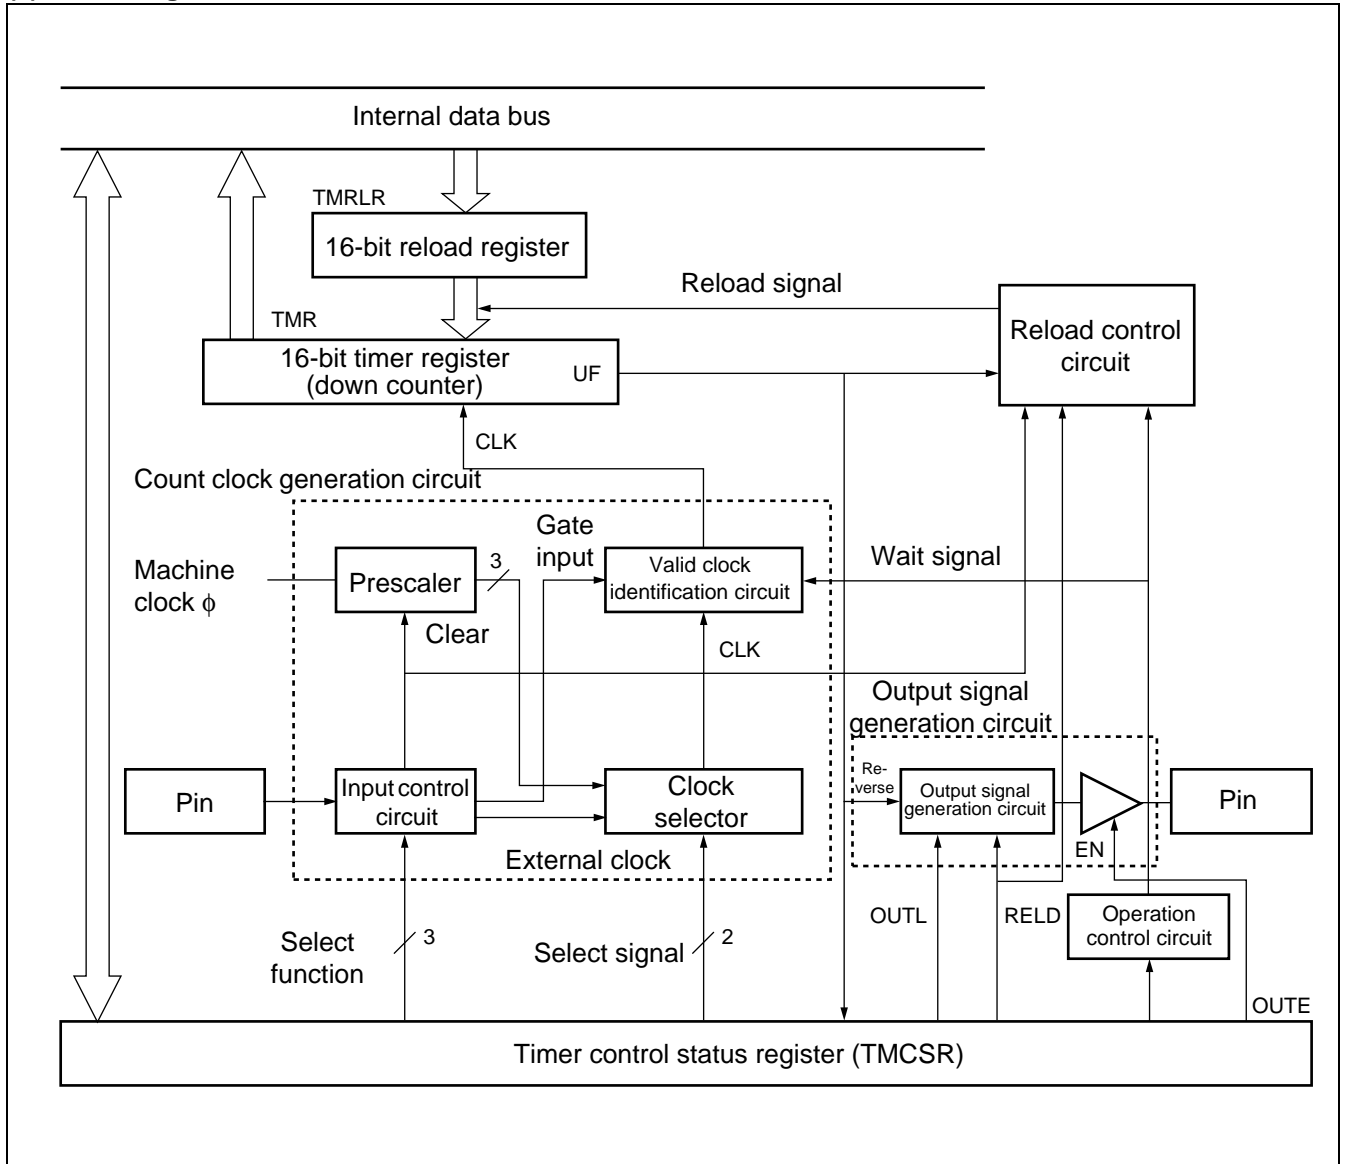 Internal data bus
TMRLR
16-bit reload register
Reload signal
Reload control
circuit
TMR
16-bit timer register
(down counter)
UF
CLK
Count clock generation circuit
Gate
input
Machine
clock ϕ
Prescaler
3
Valid clock
identification circuit
Wait signal
Clear
CLK
Output signal
generation circuit
Pin
Input control
circuit
Clock
selector
Re-
verse
Output signal
generation circuit
Pin
EN
External clock
OUTL
RELD
Operation
control circuit
Select
function
3
Select signal
2
OUTE
Timer control status register (TMCSR)